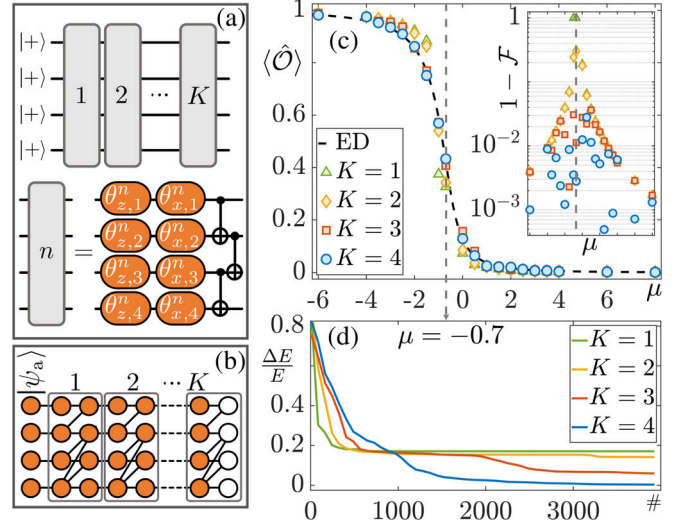 (a)
|+⟩
|+⟩
|+⟩
|+⟩
1 2 ··· K
n =
θ^n_{z,1} θ^n_{x,1}
θ^n_{z,2} θ^n_{x,2}
θ^n_{z,3} θ^n_{x,3}
θ^n_{z,4} θ^n_{x,4}
(b)
|ψ_a⟩ 1 2 ··· K
(c)
⟨Ô⟩
1
0.8
0.6
0.4
0.2
0
-6 -4 -2 0 2 4 6 8 μ
ED
K = 1
K = 2
K = 3
K = 4
1 − F
1
10^{-2}
10^{-3}
μ
(d)
μ = −0.7
ΔE/E
0.8
0.6
0.4
0.2
0
0 1000 2000 3000 #
K = 1
K = 2
K = 3
K = 4